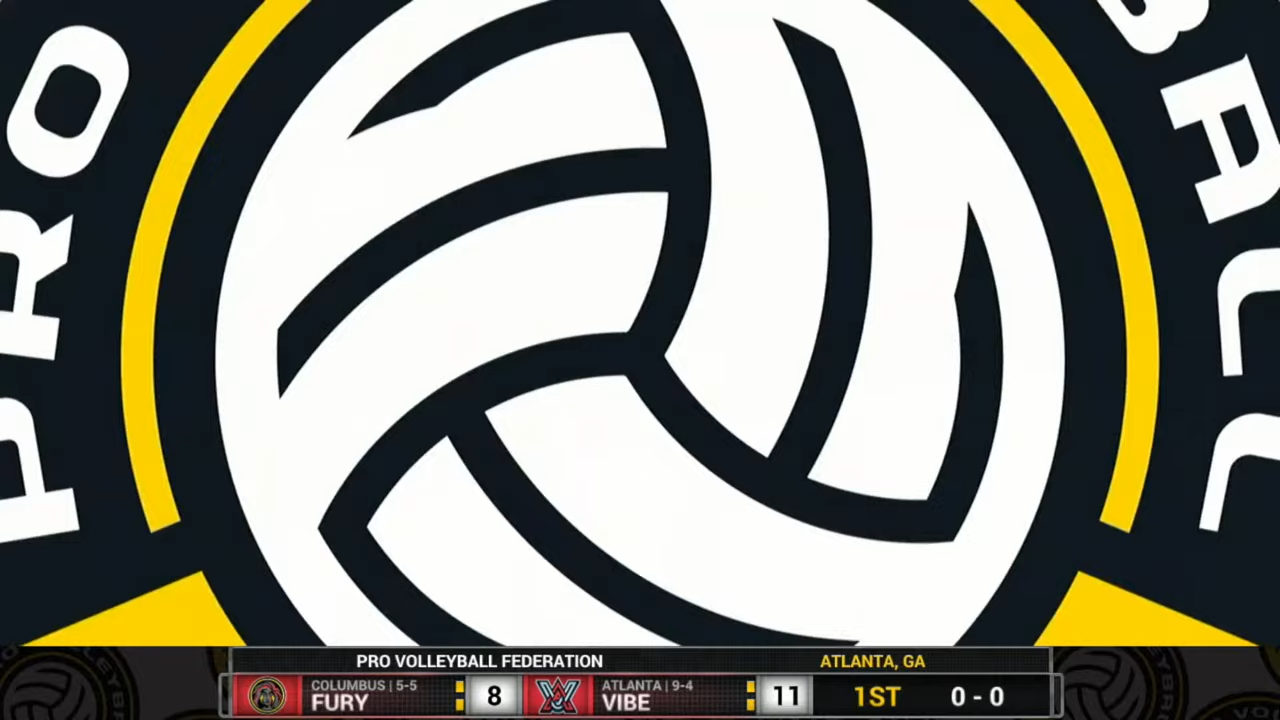 PRO
BALL
PRO VOLLEYBALL FEDERATION
ATLANTA, GA
COLUMBUS | 5-5
FURY
8
ATLANTA | 9-4
VIBE
11
1ST
0 - 0